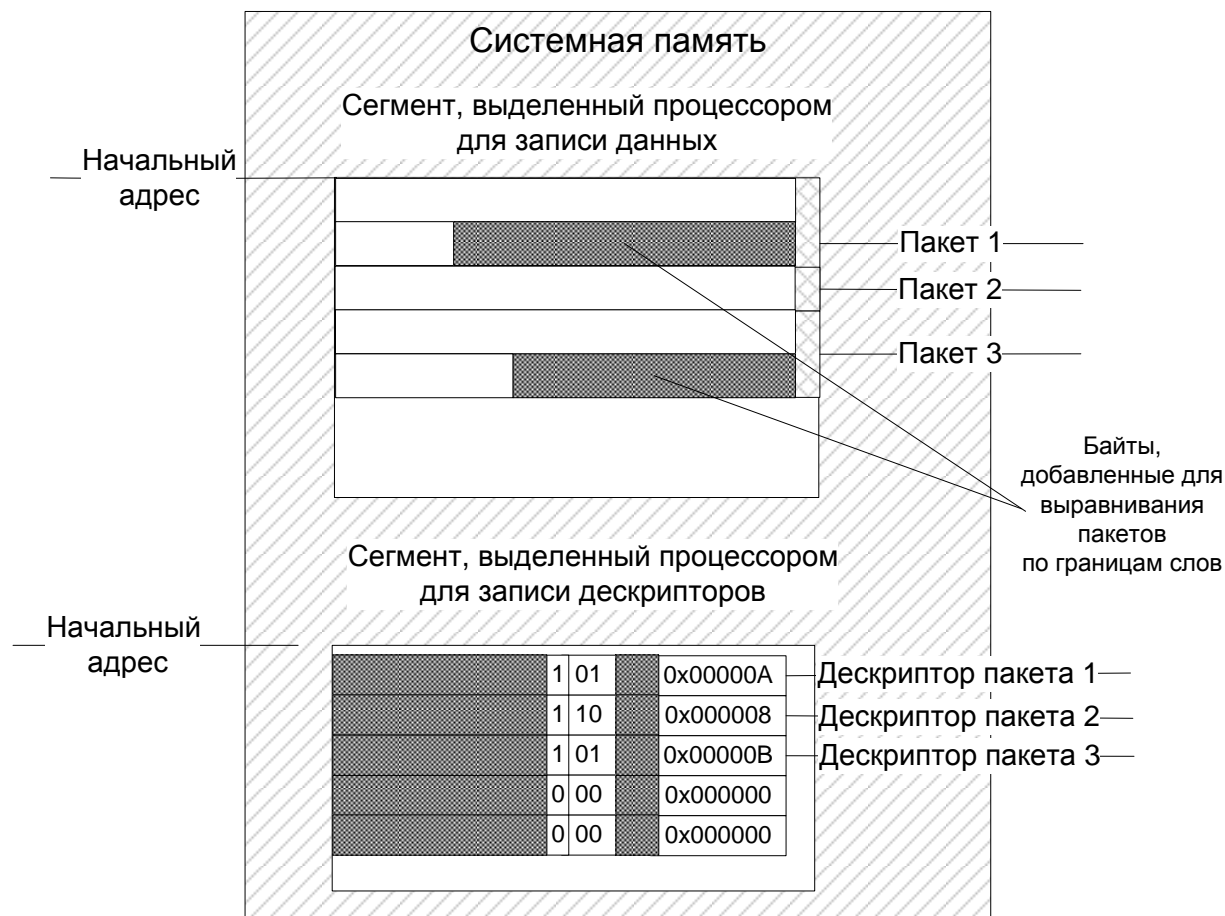 Системная память
Сегмент, выделенный процессором
для записи данных
Начальный
адрес
Пакет 1
Пакет 2
Пакет 3
Байты,
добавленные для
выравнивания
пакетов
по границам слов
Сегмент, выделенный процессором
для записи дескрипторов
Начальный
адрес
1 01 0x00000A Дескриптор пакета 1
1 10 0x000008 Дескриптор пакета 2
1 01 0x00000B Дескриптор пакета 3
0 00 0x000000
0 00 0x000000